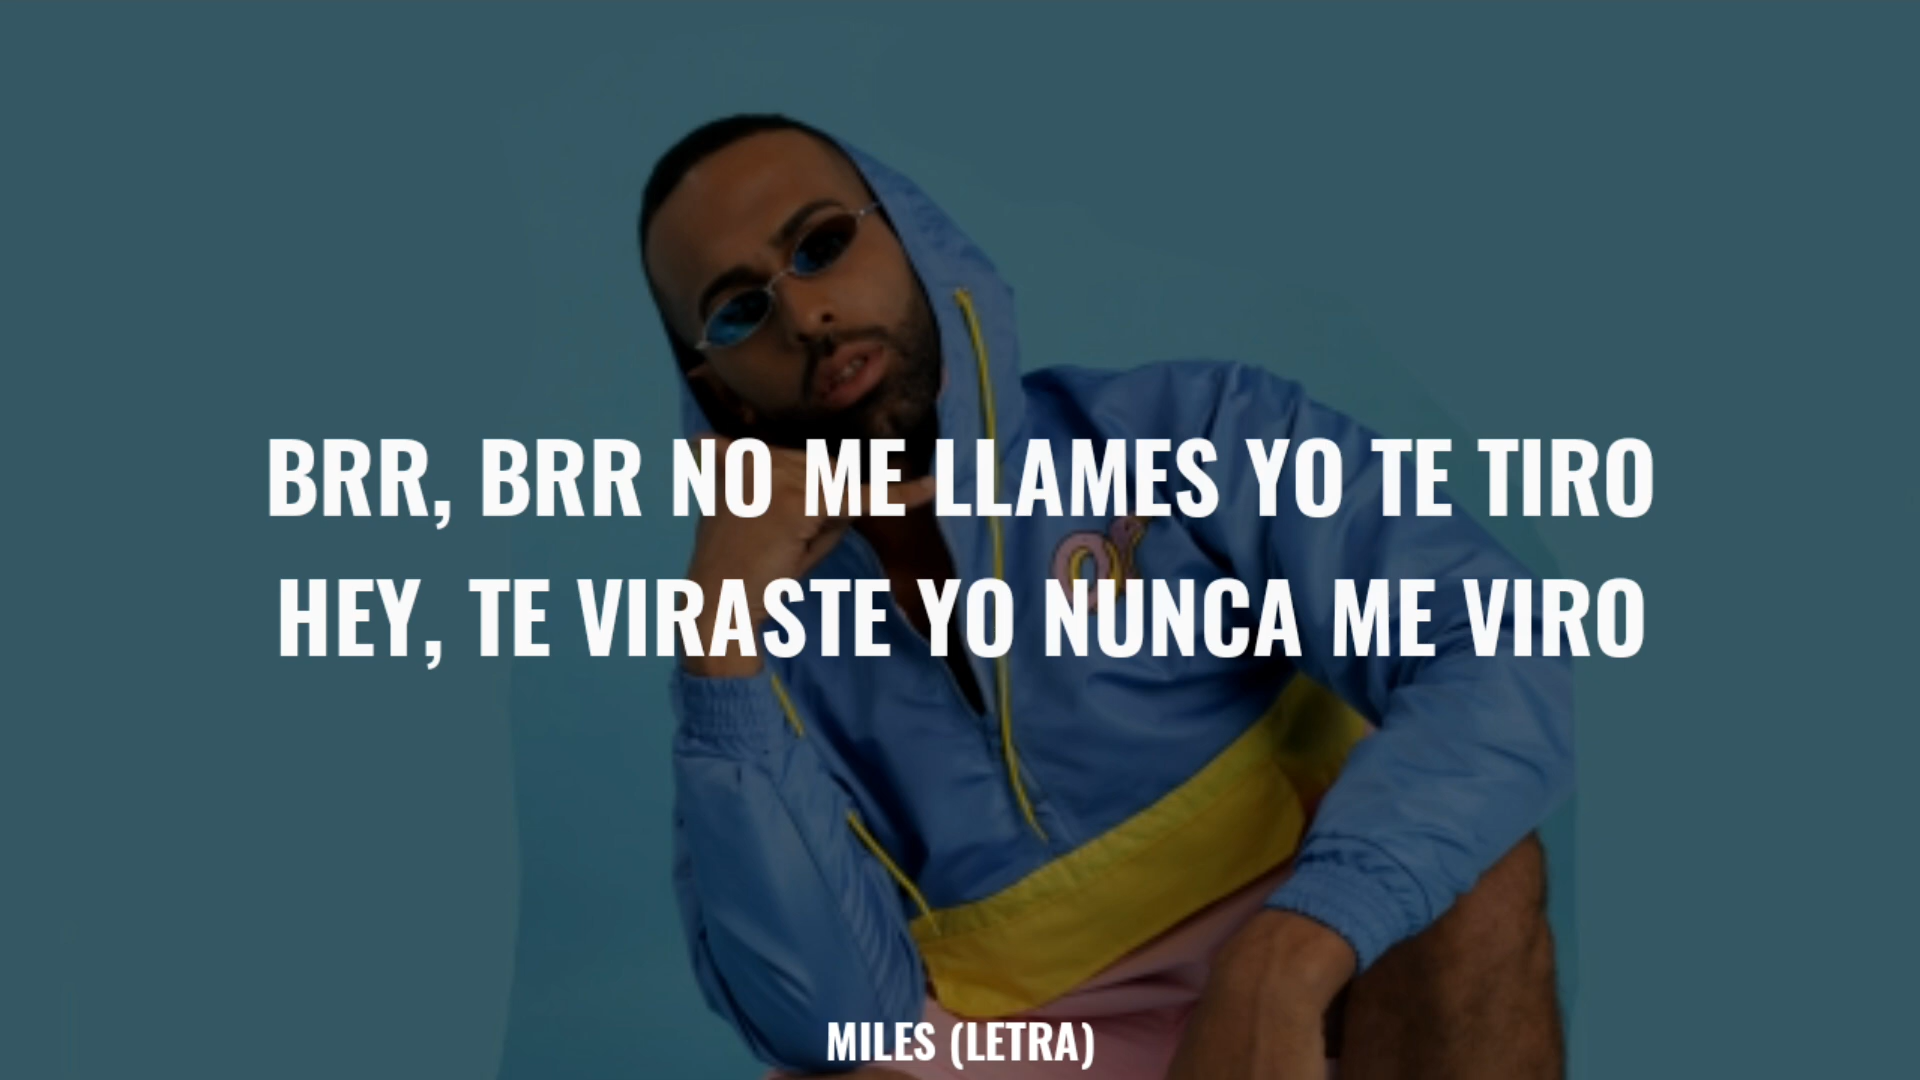 BRR, BRR NO ME LLAMES YO TE TIRO
HEY, TE VIRASTE YO NUNCA ME VIRO
MILES (LETRA)